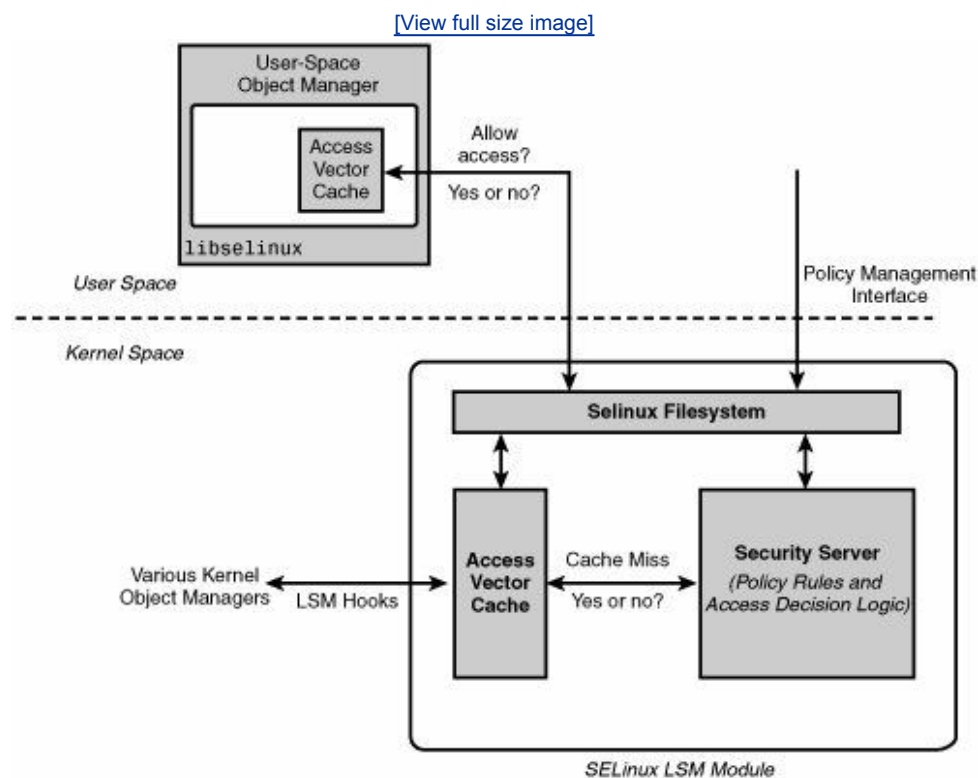 [View full size image]
User-Space
Object Manager
Access
Vector
Cache
Allow
access?
Yes or no?
libselinux
User Space
Policy Management
Interface
Kernel Space
Selinux Filesystem
Access
Vector
Cache
Cache Miss
Yes or no?
Security Server
(Policy Rules and
Access Decision Logic)
Various Kernel
Object Managers
LSM Hooks
SELinux LSM Module